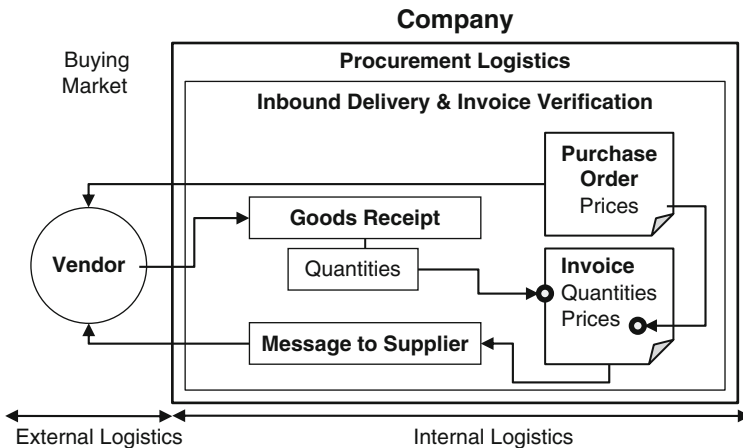 Company
Buying
Market
Procurement Logistics
Inbound Delivery & Invoice Verification
Purchase
Order
Prices
Goods Receipt
Vendor
Quantities
Invoice
Quantities
Prices
Message to Supplier
External Logistics
Internal Logistics